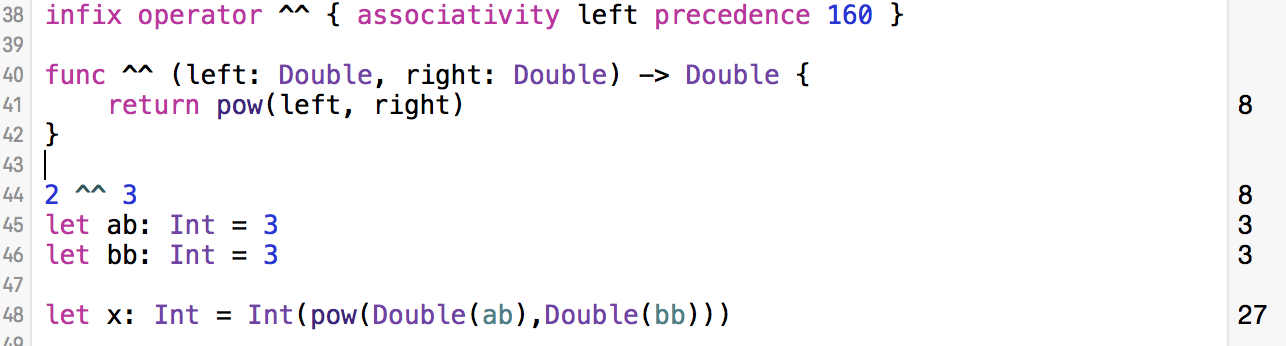 38 infix operator ^^ { associativity left precedence 160 }
39
40 func ^^ (left: Double, right: Double) -> Double {
41     return pow(left, right) 8
42 }
43
44 2 ^^ 3 8
45 let ab: Int = 3 3
46 let bb: Int = 3 3
47
48 let x: Int = Int(pow(Double(ab),Double(bb))) 27
49